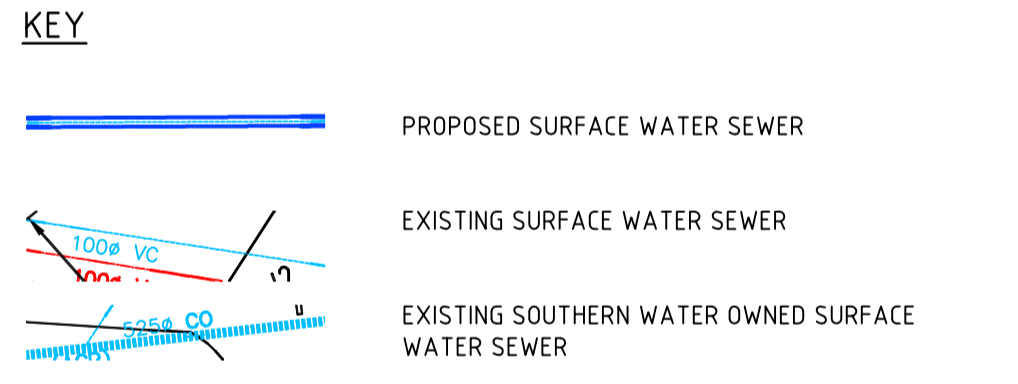 KEY
PROPOSED SURFACE WATER SEWER
EXISTING SURFACE WATER SEWER
100ø VC
EXISTING SOUTHERN WATER OWNED SURFACE
WATER SEWER
525ø CO